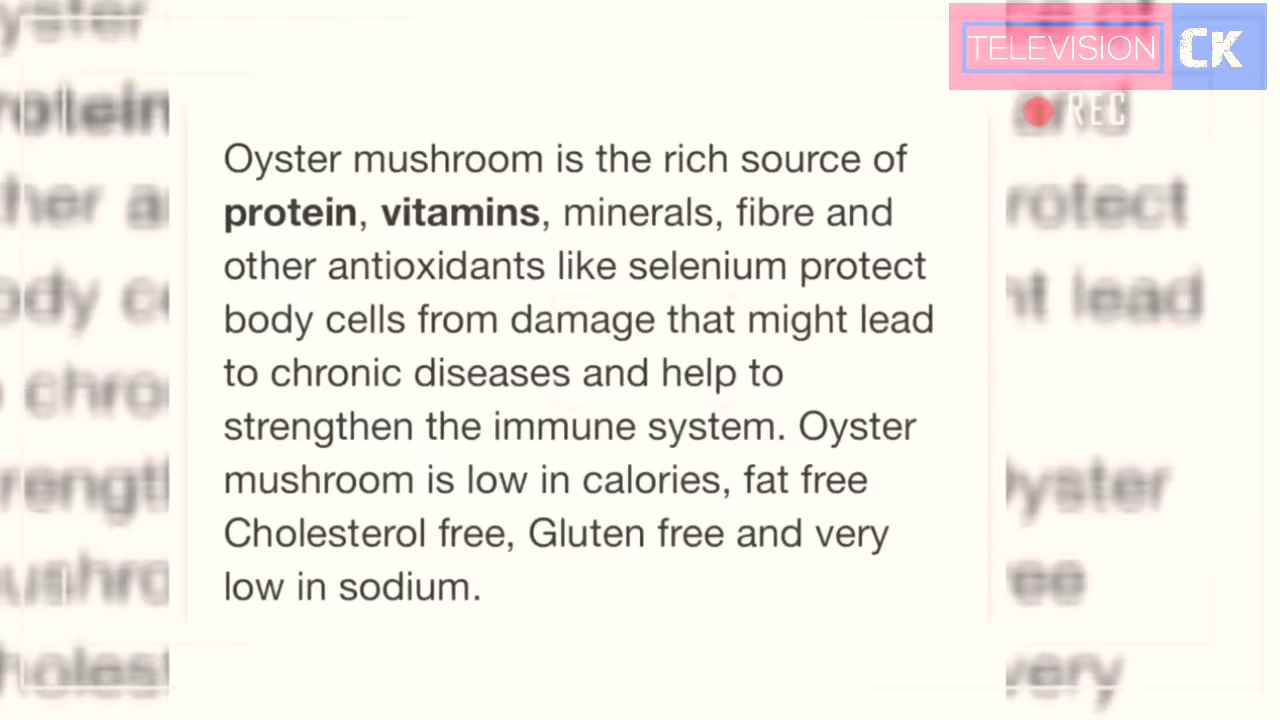 TELEVISION CK
REC
Oyster mushroom is the rich source of
protein, vitamins, minerals, fibre and
other antioxidants like selenium protect
body cells from damage that might lead
to chronic diseases and help to
strengthen the immune system. Oyster
mushroom is low in calories, fat free
Cholesterol free, Gluten free and very
low in sodium.